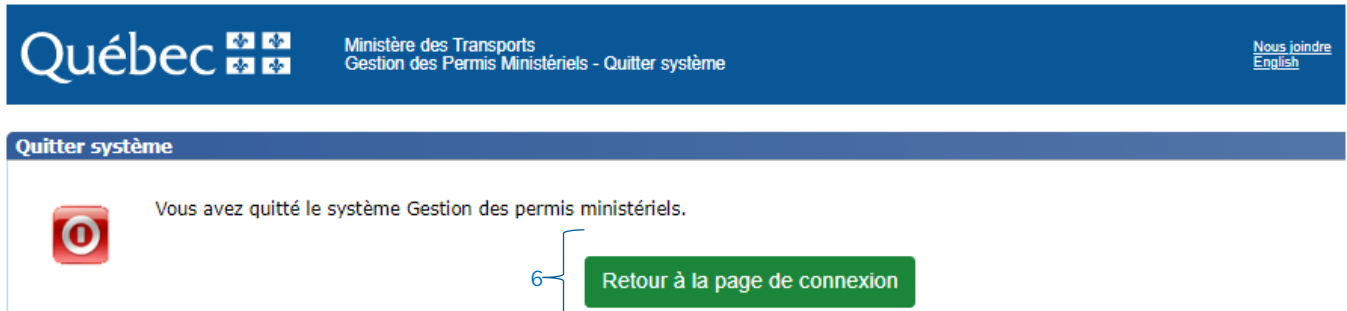 Québec
Ministère des Transports
Gestion des Permis Ministériels - Quitter système
Nous joindre
English
Quitter système
Vous avez quitté le système Gestion des permis ministériels.
6
Retour à la page de connexion